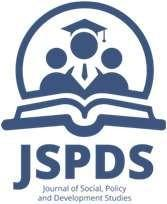 JSPDS
Journal of Social, Policy
and Development Studies